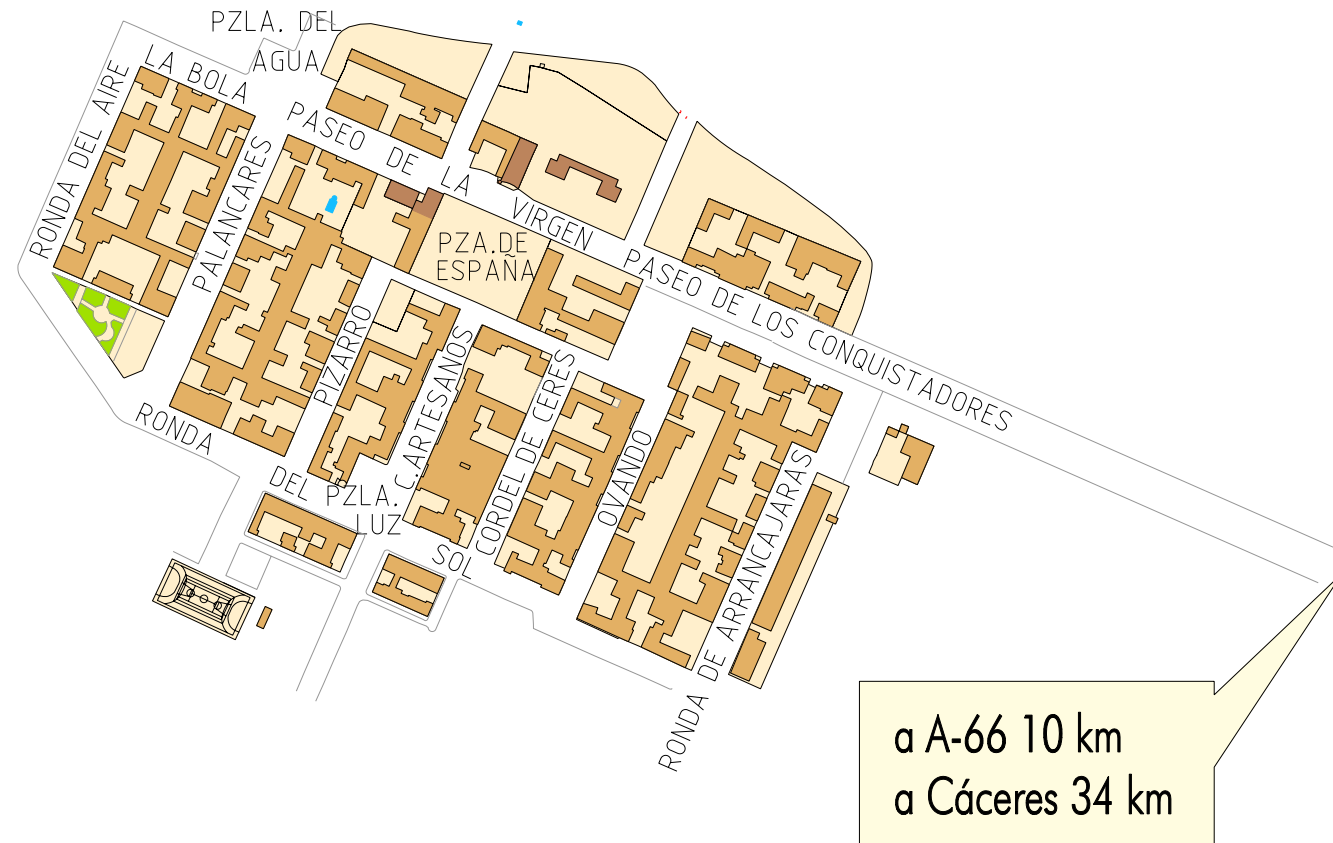 PZLA. DEL
AGUA
LA BOLA
RONDA DEL AIRE
PALANCARES
PASEO DE LA VIRGEN
PZA.DE
ESPAÑA
PASEO DE LOS CONQUISTADORES
PIZARRO
C.ARTESANOS
CORDEL DE CERES
OVANDO
RONDA DE ARRANCAJARAS
RONDA DEL SOL
PZLA.
LUZ
a A-66 10 km
a Cáceres 34 km